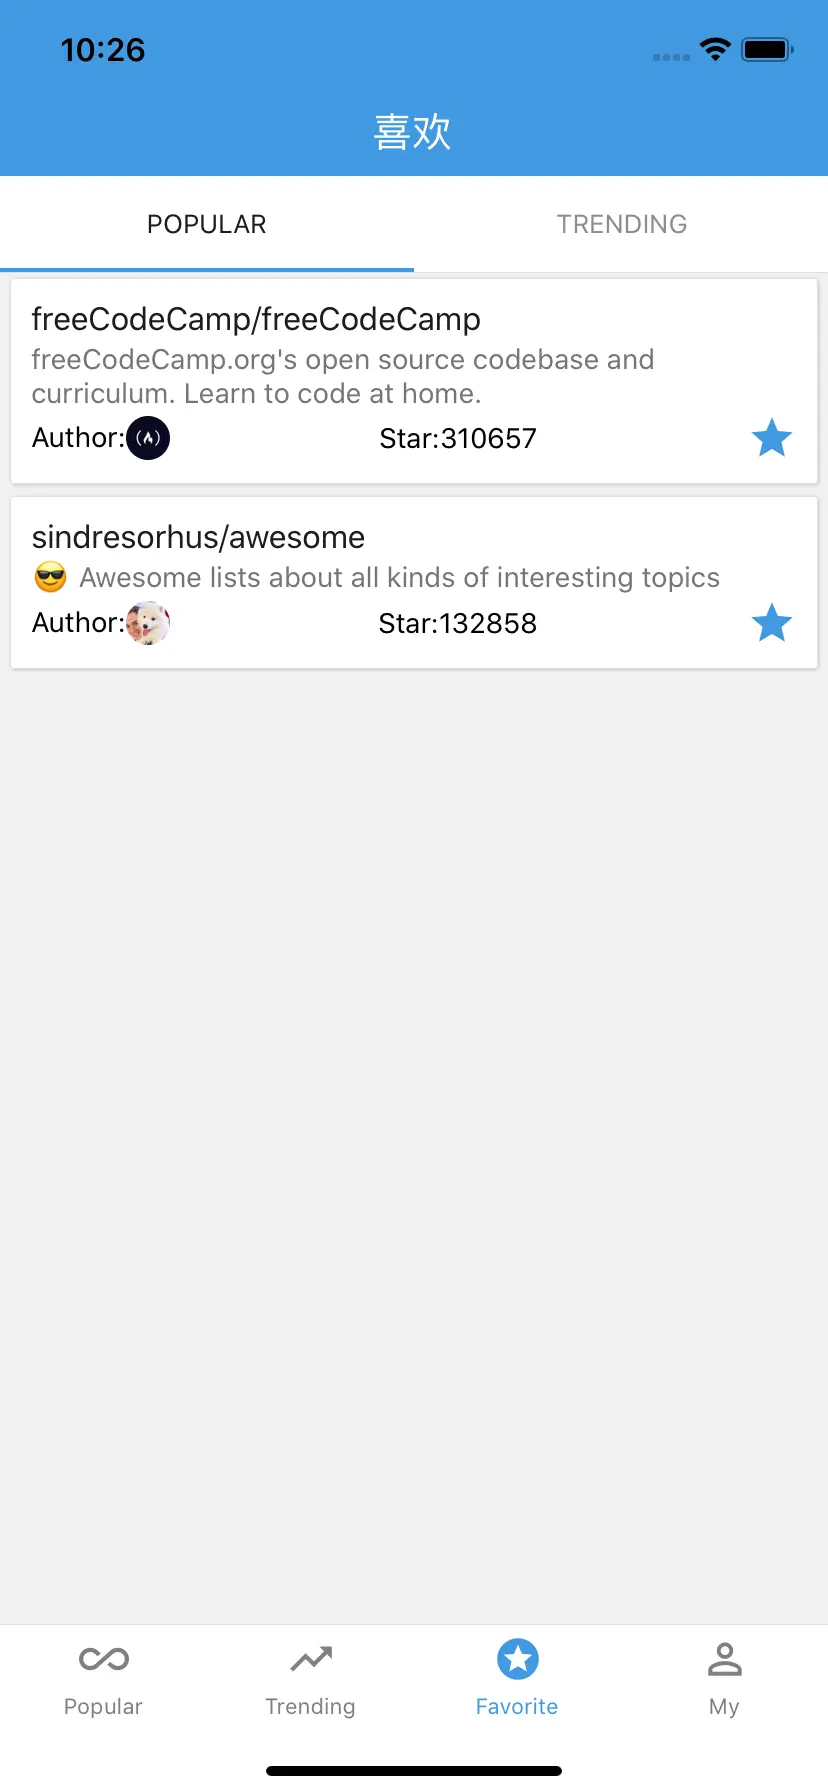 10:26
喜欢
POPULAR
TRENDING
freeCodeCamp/freeCodeCamp
freeCodeCamp.org's open source codebase and
curriculum. Learn to code at home.
Author:
Star:310657
sindresorhus/awesome
😎 Awesome lists about all kinds of interesting topics
Author:
Star:132858
Popular
Trending
Favorite
My